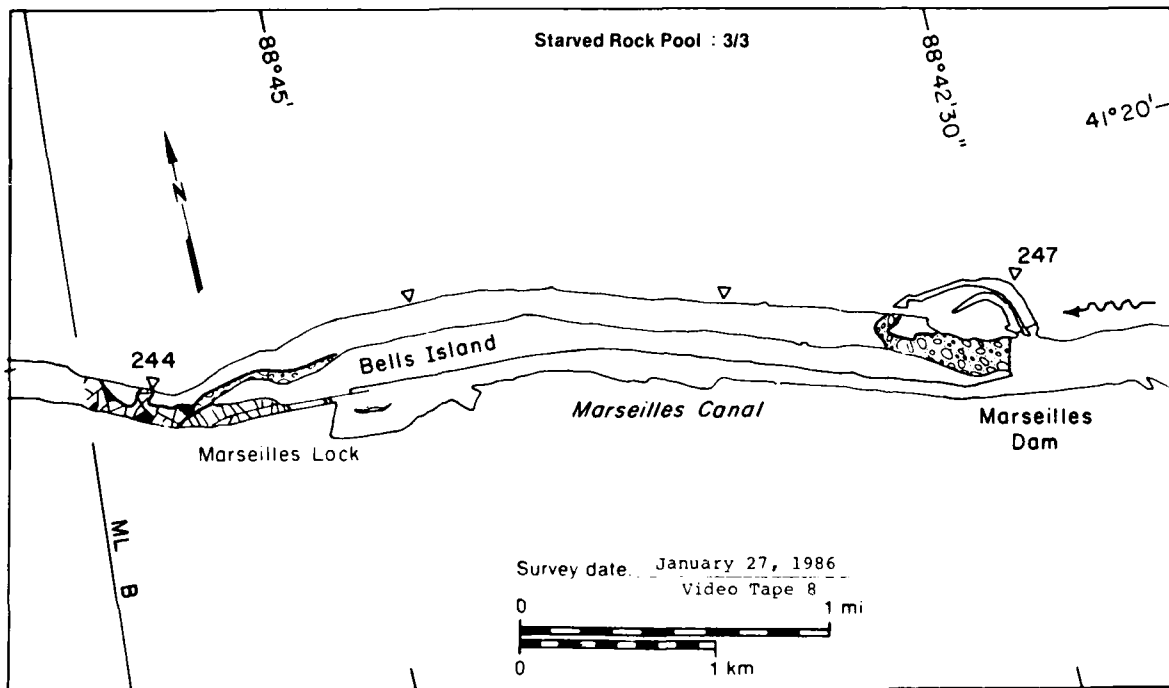 Starved Rock Pool : 3/3
88°45'
88°42'30"
41°20'
N
247
244
Bells Island
Marseilles Canal
Marseilles Lock
Marseilles
Dam
ML B
Survey date. January 27, 1986
Video Tape 8
0 1 mi
0 1 km